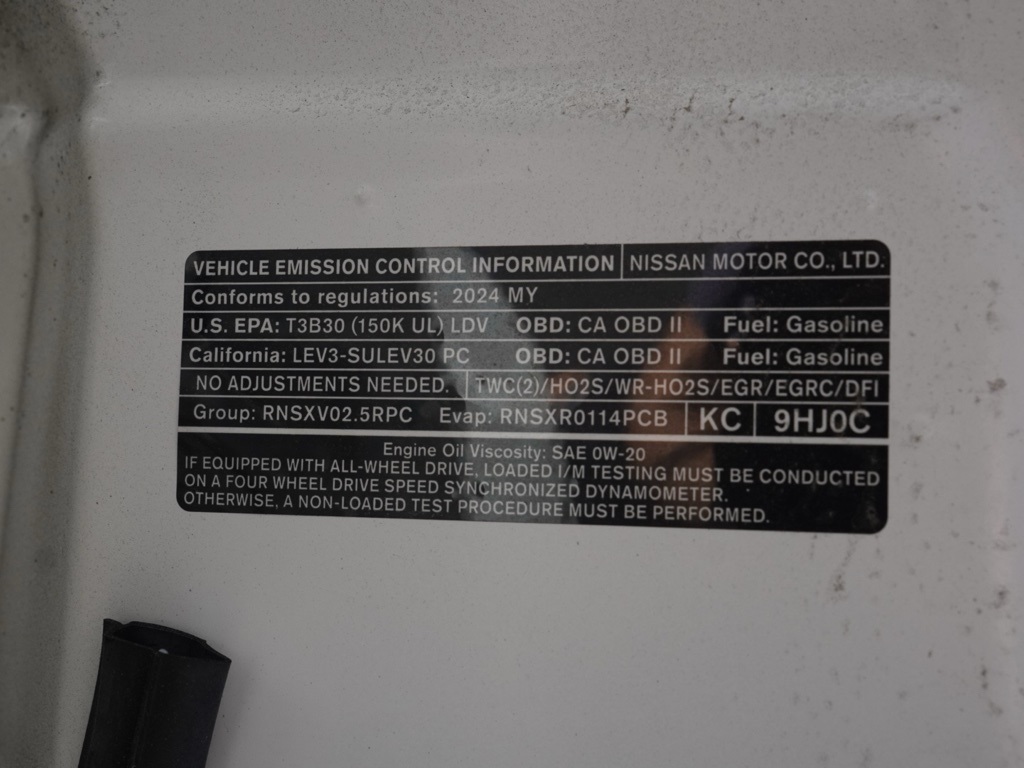 VEHICLE EMISSION CONTROL INFORMATION NISSAN MOTOR CO., LTD.
Conforms to regulations: 2024 MY
U.S. EPA: T3B30 (150K UL) LDV OBD: CA OBD II Fuel: Gasoline
California: LEV3-SULEV30 PC OBD: CA OBD II Fuel: Gasoline
NO ADJUSTMENTS NEEDED. TWC(2)/HO2S/WR-HO2S/EGR/EGRC/DFI
Group: RNSXV02.5RPC Evap: RNSXR0114PCB KC 9HJ0C
Engine Oil Viscosity: SAE 0W-20
IF EQUIPPED WITH ALL-WHEEL DRIVE, LOADED I/M TESTING MUST BE CONDUCTED
ON A FOUR WHEEL DRIVE SPEED SYNCHRONIZED DYNAMOMETER.
OTHERWISE, A NON-LOADED TEST PROCEDURE MUST BE PERFORMED.